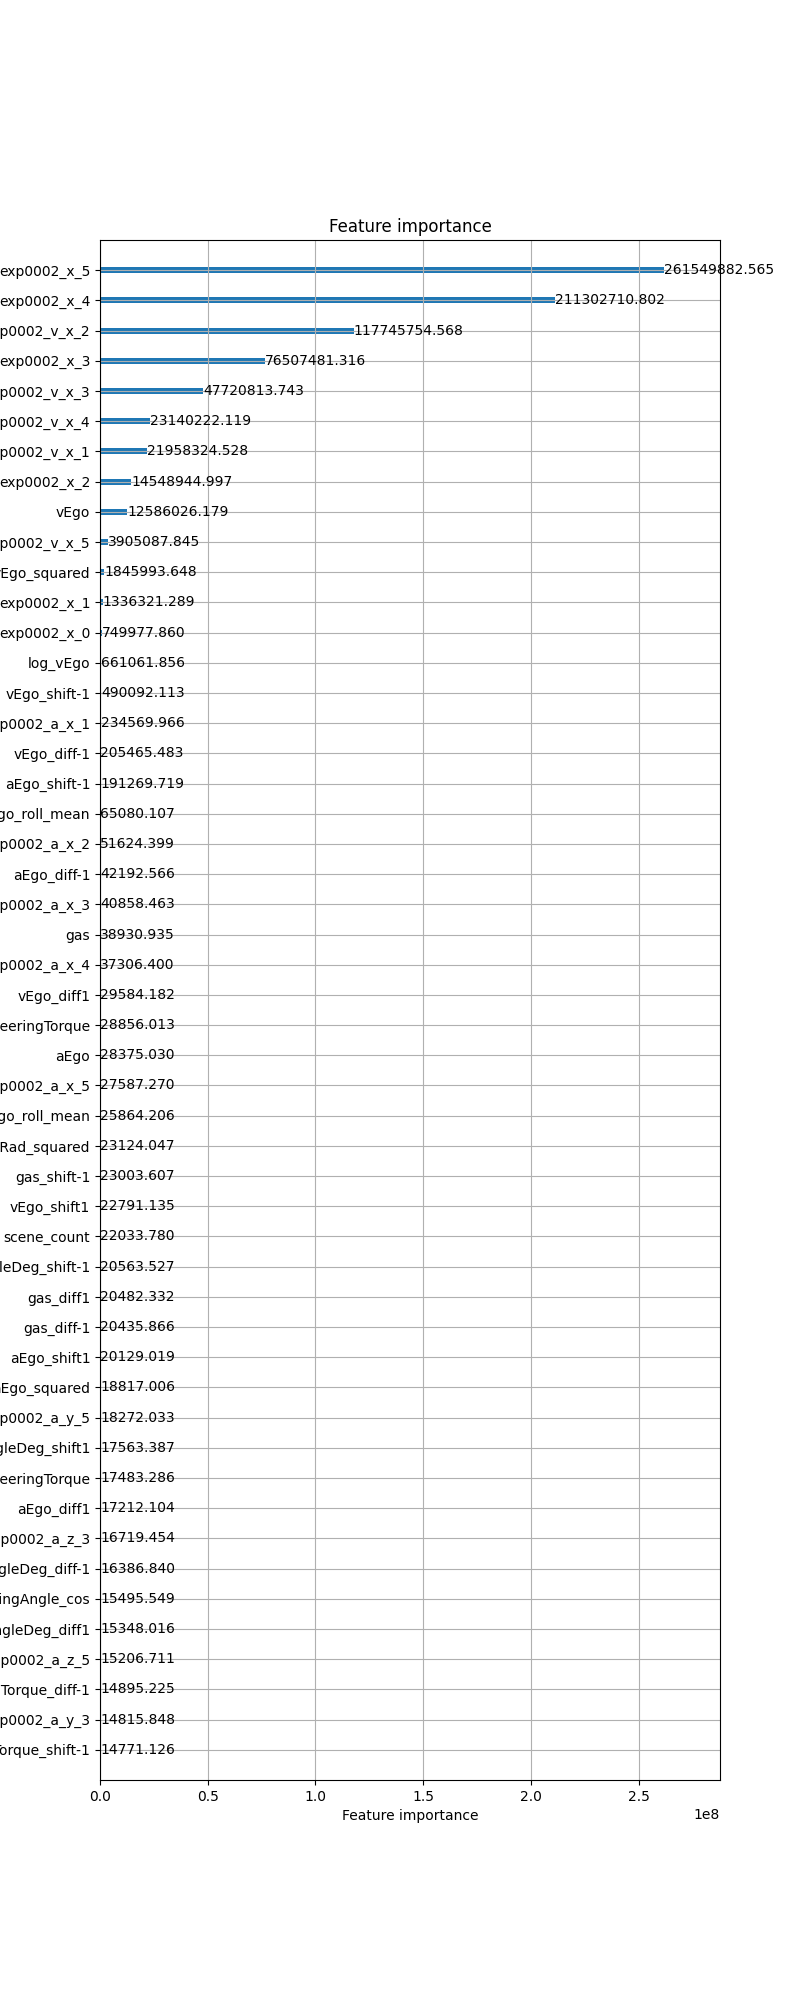 Feature importance
exp0002_x_5 261549882.565
exp0002_x_4 211302710.802
p0002_v_x_2 117745754.568
exp0002_x_3 76507481.316
p0002_v_x_3 47720813.743
p0002_v_x_4 23140222.119
p0002_v_x_1 21958324.528
exp0002_x_2 14548944.997
vEgo 12586026.179
p0002_v_x_5 3905087.845
Ego_squared 1845993.648
exp0002_x_1 1336321.289
exp0002_x_0 749977.860
log_vEgo 661061.856
vEgo_shift-1 490092.113
p0002_a_x_1 234569.966
vEgo_diff-1 205465.483
aEgo_shift-1 191269.719
go_roll_mean 65080.107
p0002_a_x_2 51624.399
aEgo_diff-1 42192.566
p0002_a_x_3 40858.463
gas 38930.935
p0002_a_x_4 37306.400
vEgo_diff1 29584.182
eeringTorque 28856.013
aEgo 28375.030
p0002_a_x_5 27587.270
go_roll_mean 25864.206
Rad_squared 23124.047
gas_shift-1 23003.607
vEgo_shift1 22791.135
scene_count 22033.780
leDeg_shift-1 20563.527
gas_diff1 20482.332
gas_diff-1 20435.866
aEgo_shift1 20129.019
Ego_squared 18817.006
p0002_a_y_5 18272.033
gleDeg_shift1 17563.387
eeringTorque 17483.286
aEgo_diff1 17212.104
p0002_a_z_3 16719.454
gleDeg_diff-1 16386.840
ingAngle_cos 15495.549
gleDeg_diff1 15348.016
p0002_a_z_5 15206.711
Torque_diff-1 14895.225
p0002_a_y_3 14815.848
orque_shift-1 14771.126
0.0 0.5 1.0 1.5 2.0 2.5
Feature importance 1e8